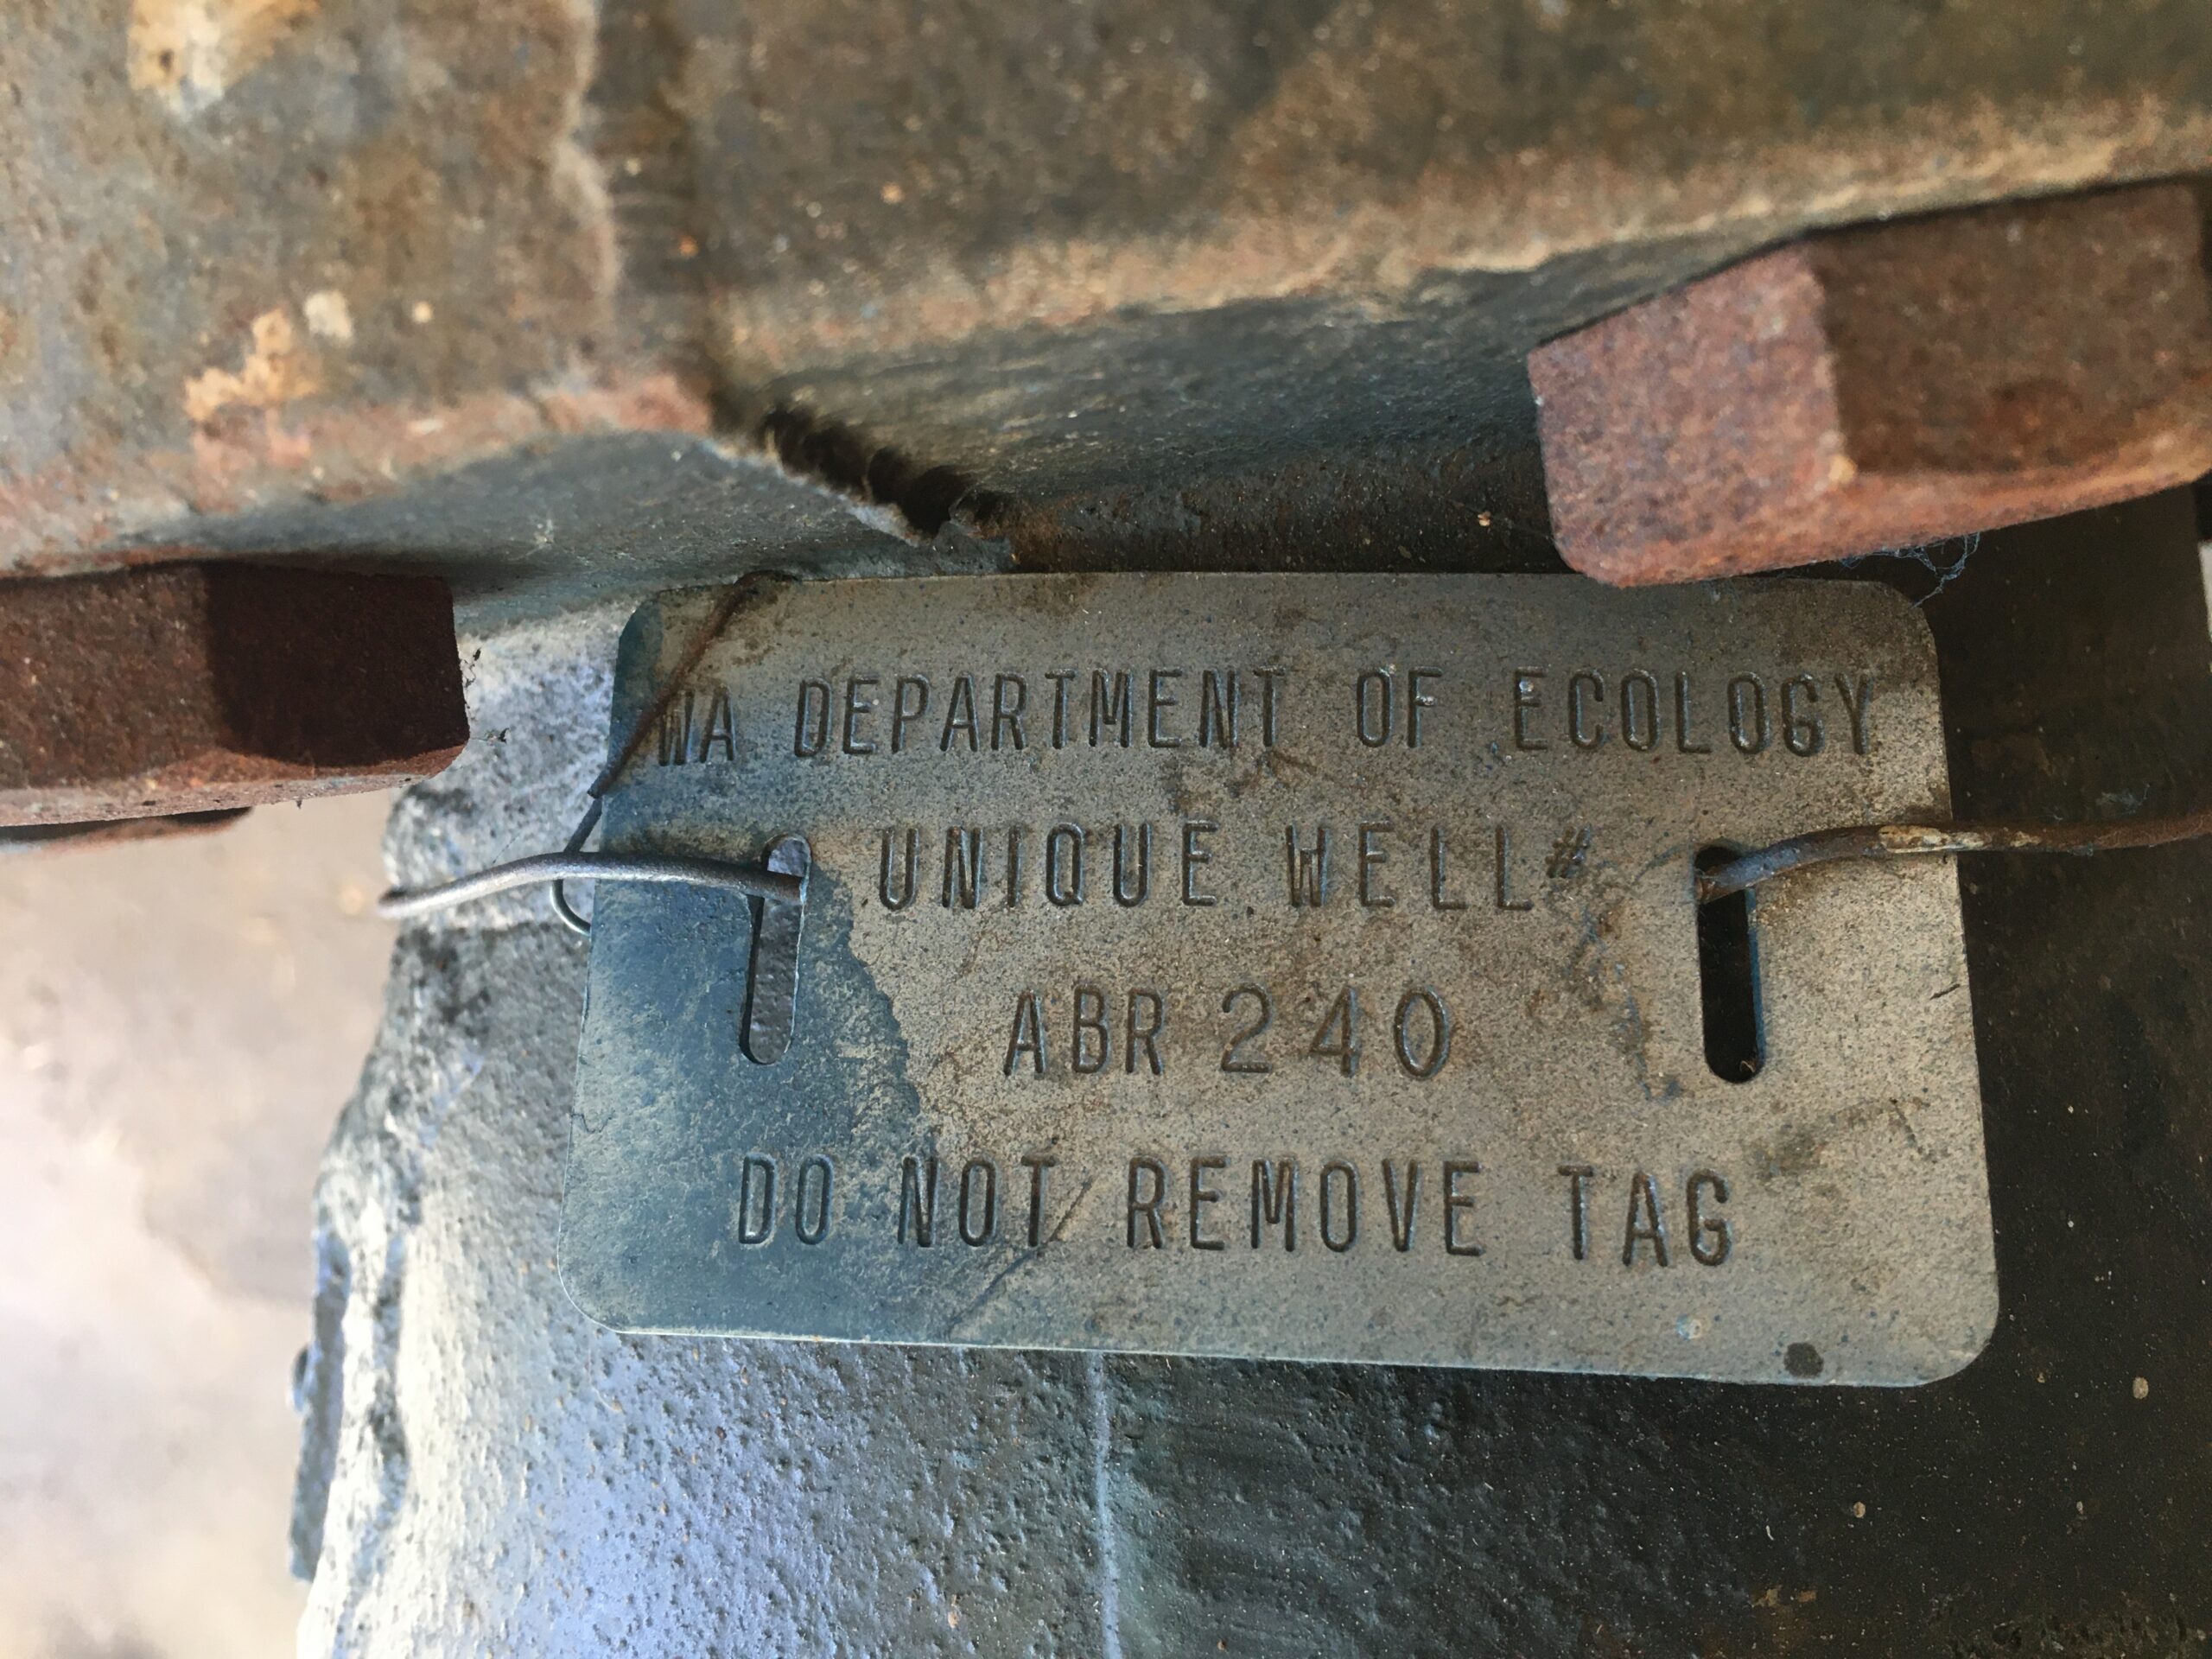 WA DEPARTMENT OF ECOLOGY
UNIQUE WELL#
ABR 240
DO NOT REMOVE TAG